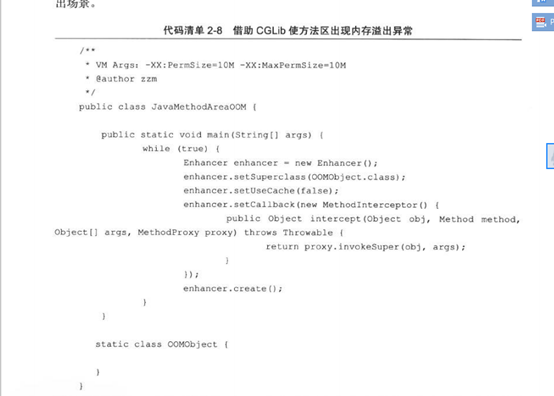 出场景。
代码清单 2-8 借助 CGLib 使方法区出现内存溢出异常
/**
* VM Args: -XX:PermSize=10M -XX:MaxPermSize=10M
* @author zzm
*/
public class JavaMethodAreaOOM {
public static void main(String[] args) {
while (true) {
Enhancer enhancer = new Enhancer();
enhancer.setSuperclass(OOMObject.class);
enhancer.setUseCache(false);
enhancer.setCallback(new MethodInterceptor() {
public Object intercept(Object obj, Method method,
Object[] args, MethodProxy proxy) throws Throwable {
return proxy.invokeSuper(obj, args);
}
});
enhancer.create();
}
}
static class OOMObject {
}
}